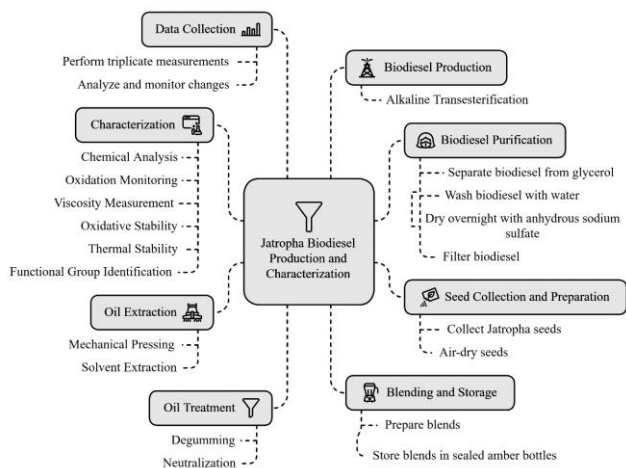 Data Collection
Perform triplicate measurements
Analyze and monitor changes
Characterization
Chemical Analysis
Oxidation Monitoring
Viscosity Measurement
Oxidative Stability
Thermal Stability
Functional Group Identification
Oil Extraction
Mechanical Pressing
Solvent Extraction
Oil Treatment
Degumming
Neutralization
Jatropha Biodiesel
Production and
Characterization
Biodiesel Production
Alkaline Transesterification
Biodiesel Purification
Separate biodiesel from glycerol
Wash biodiesel with water
Dry overnight with anhydrous sodium
sulfate
Filter biodiesel
Seed Collection and Preparation
Collect Jatropha seeds
Air-dry seeds
Blending and Storage
Prepare blends
Store blends in sealed amber bottles